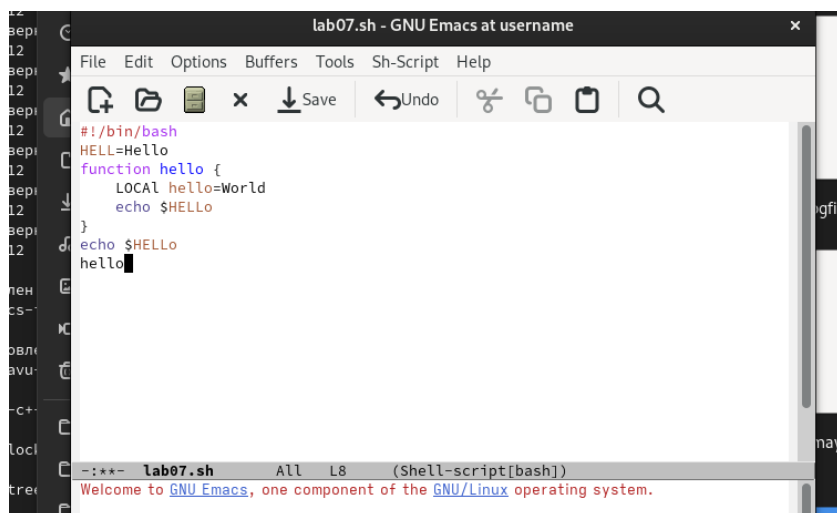 lab07.sh - GNU Emacs at username
File Edit Options Buffers Tools Sh-Script Help
Save Undo
#!/bin/bash
HELL=Hello
function hello {
LOCAl hello=World
echo $HELLo
}
echo $HELLo
hello
-:**- lab07.sh All L8 (Shell-script[bash])
Welcome to GNU Emacs, one component of the GNU/Linux operating system.